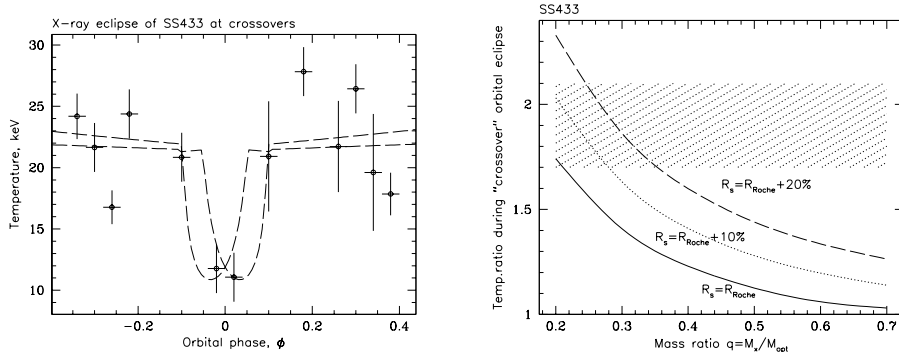 X-ray eclipse of SS433 at crossovers
30
25
20
15
10
Temperature, keV
-0.2
0
0.2
0.4
Orbital phase, ϕ
SS433
2
1.5
1
Temp.ratio during "crossover" orbital eclipse
R_s=R_Roche+20%
R_s=R_Roche+10%
R_s=R_Roche
0.2
0.3
0.4
0.5
0.6
0.7
Mass ratio q=M_x/M_opt